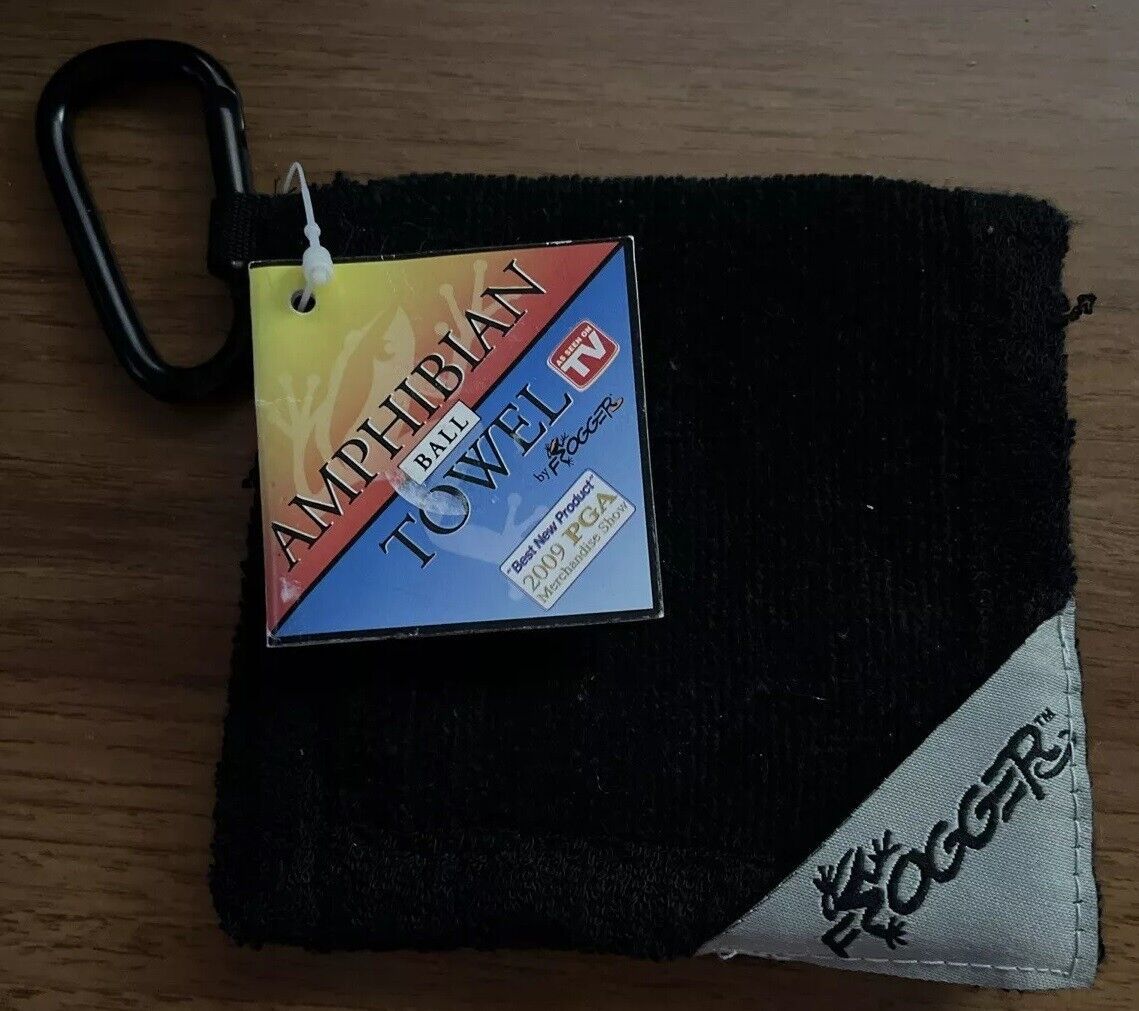 AMPHIBIAN
BALL
TOWEL
AS SEEN ON
TV
by FROGGER
"Best New Product"
2009 PGA
Merchandise Show
FROGGER™